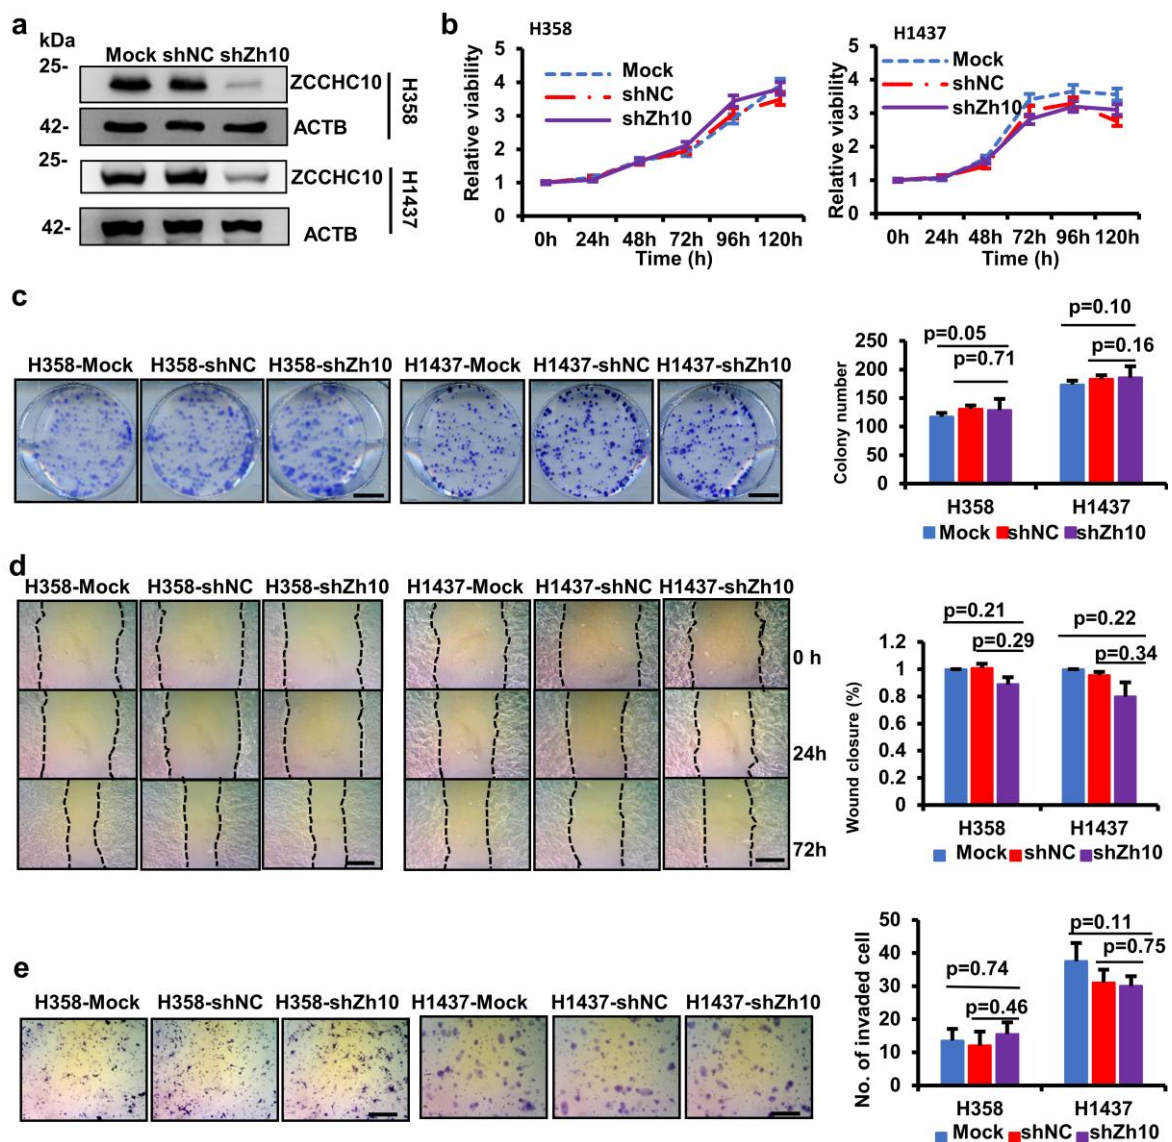 a
kDa
Mock shNC shZh10
25-
ZCCHC10
42-
ACTB
H358
25-
ZCCHC10
42-
ACTB
H1437
b
H358
Relative viability
5
4
3
2
1
0
Mock
shNC
shZh10
0h 24h 48h 72h 96h 120h
Time (h)
H1437
Relative viability
5
4
3
2
1
0
Mock
shNC
shZh10
0h 24h 48h 72h 96h 120h
Time (h)
c
H358-Mock H358-shNC H358-shZh10 H1437-Mock H1437-shNC H1437-shZh10
Colony number
250
200
150
100
50
0
p=0.05
p=0.71
p=0.10
p=0.16
H358 H1437
Mock shNC shZh10
d
H358-Mock H358-shNC H358-shZh10 H1437-Mock H1437-shNC H1437-shZh10
0 h
24h
72h
Wound closure (%)
1.2
1
0.8
0.6
0.4
0.2
0
p=0.21
p=0.29
p=0.22
p=0.34
H358 H1437
Mock shNC shZh10
e
H358-Mock H358-shNC H358-shZh10 H1437-Mock H1437-shNC H1437-shZh10
No. of invaded cell
50
40
30
20
10
0
p=0.74
p=0.46
p=0.11
p=0.75
H358 H1437
Mock shNC shZh10